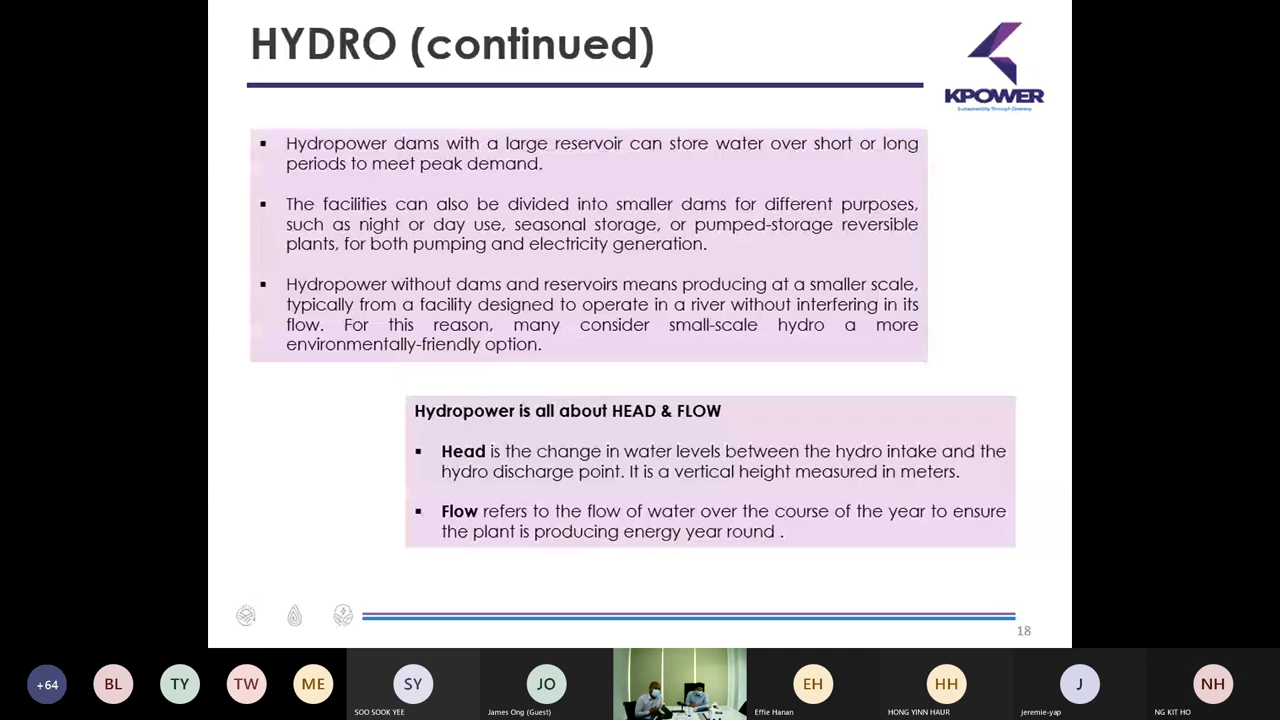 HYDRO (continued)
KPOWER
Sustainability Through Diversity
▪ Hydropower dams with a large reservoir can store water over short or long
periods to meet peak demand.
▪ The facilities can also be divided into smaller dams for different purposes,
such as night or day use, seasonal storage, or pumped-storage reversible
plants, for both pumping and electricity generation.
▪ Hydropower without dams and reservoirs means producing at a smaller scale,
typically from a facility designed to operate in a river without interfering in its
flow. For this reason, many consider small-scale hydro a more
environmentally-friendly option.
Hydropower is all about HEAD & FLOW
▪ Head is the change in water levels between the hydro intake and the
hydro discharge point. It is a vertical height measured in meters.
▪ Flow refers to the flow of water over the course of the year to ensure
the plant is producing energy year round .
18
+64 BL TY TW ME SY JO EH HH J NH
SOO SOOK YEE James Ong (Guest) Effie Hanan HONG YINN HAUR jeremie-yap NG KIT HO